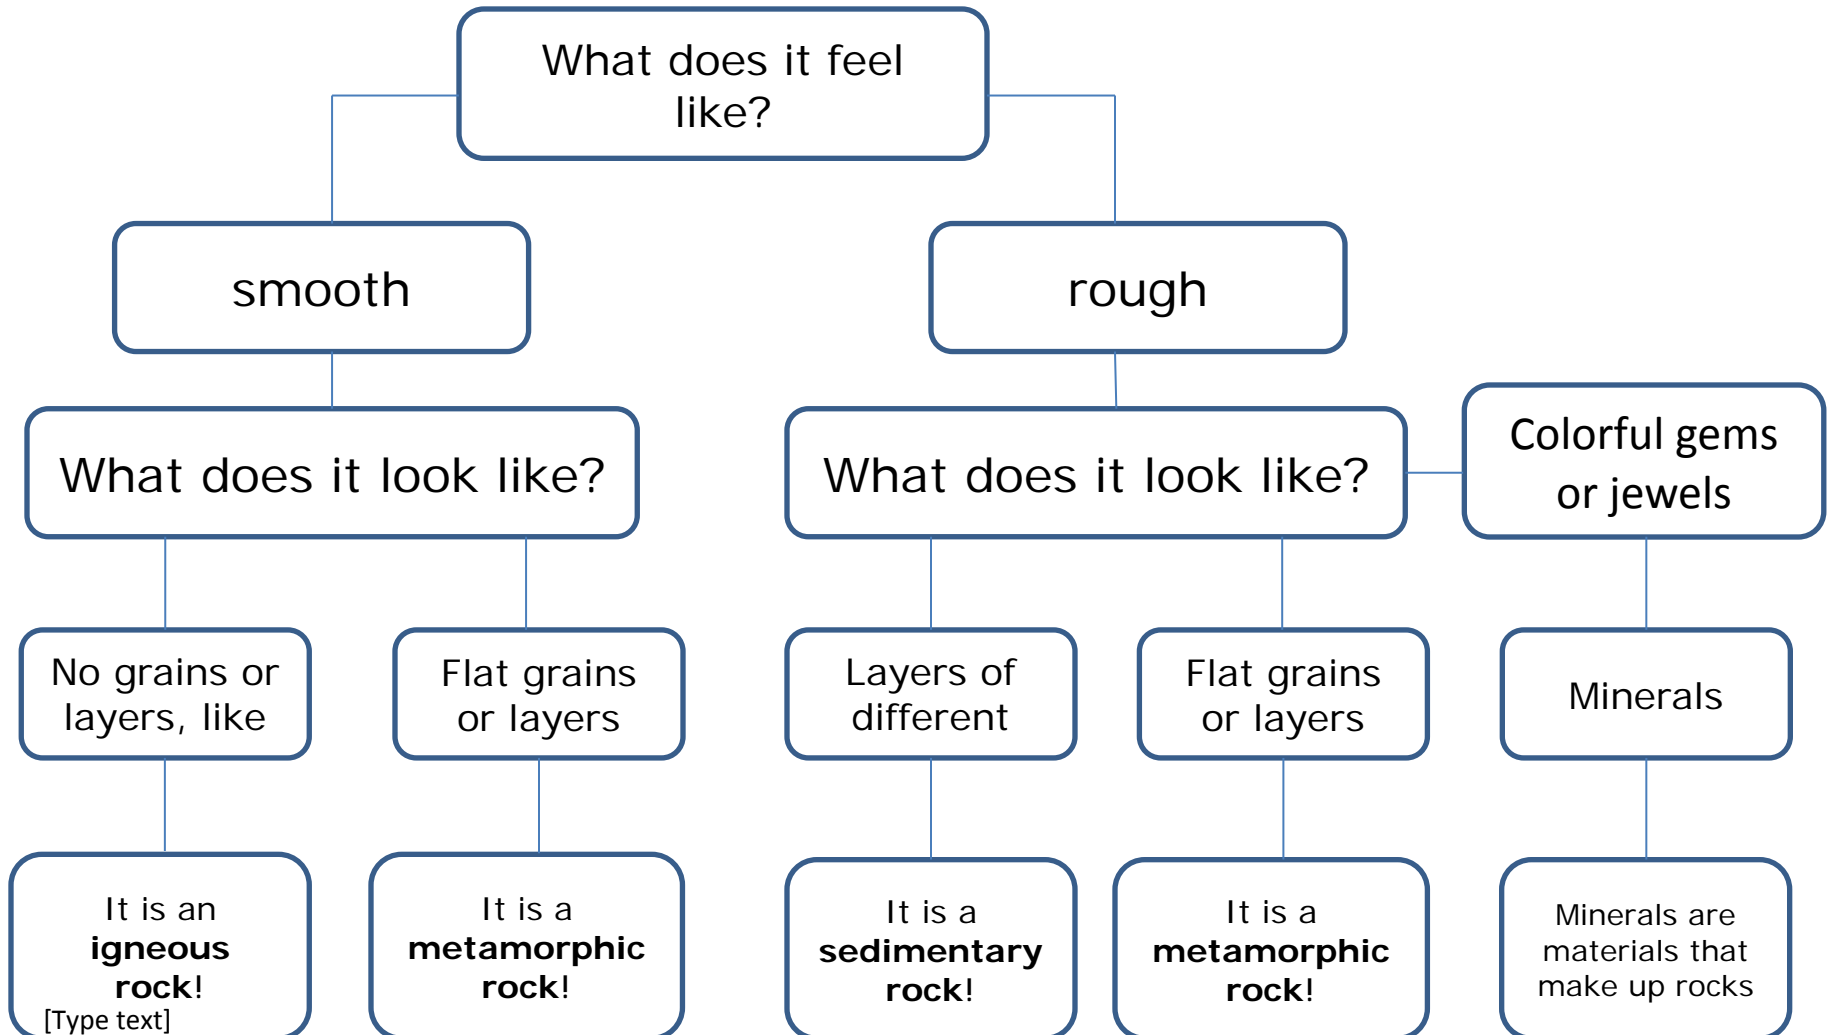 What does it feel
like?
smooth
rough
What does it look like?
What does it look like?
Colorful gems
or jewels
No grains or
layers, like
Flat grains
or layers
Layers of
different
Flat grains
or layers
Minerals
It is an
igneous
rock!
[Type text]
It is a
metamorphic
rock!
It is a
sedimentary
rock!
It is a
metamorphic
rock!
Minerals are
materials that
make up rocks